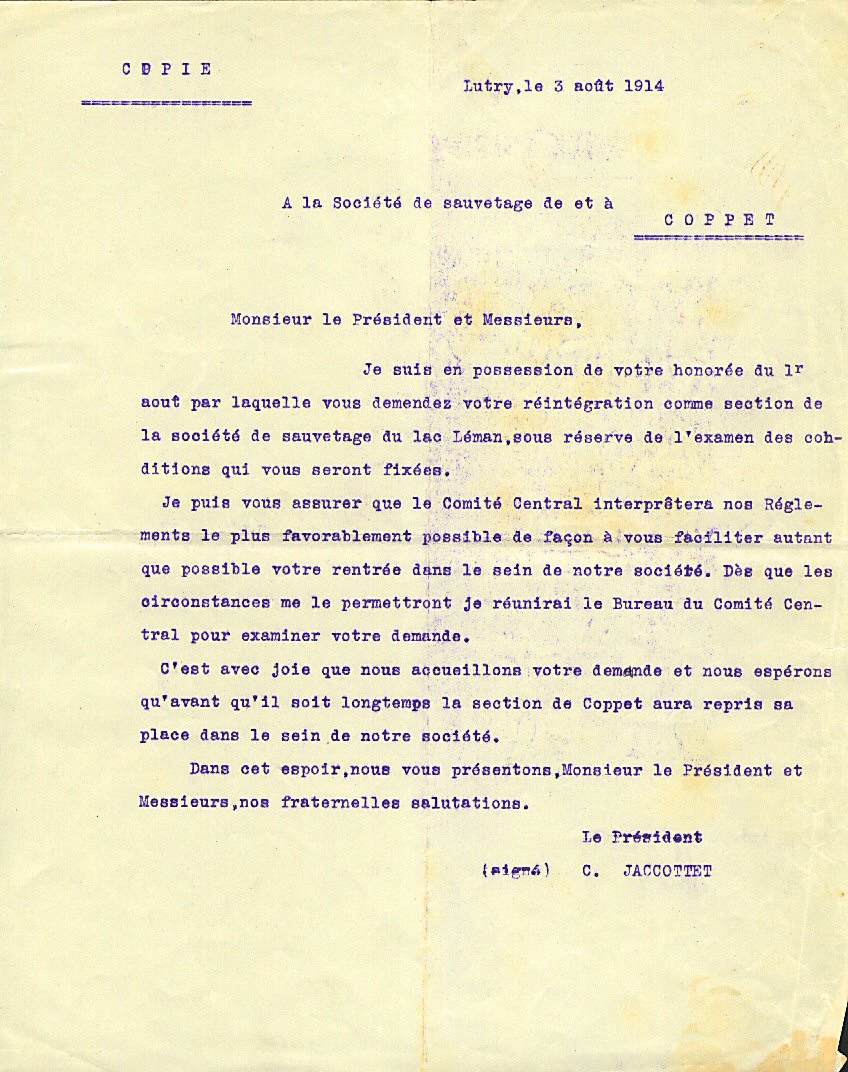 COPIE
Lutry,le 3 août 1914
A la Société de sauvetage de et à
COPPET
Monsieur le Président et Messieurs,
Je suis en possession de votre honorée du 1r
aout par laquelle vous demendez votre réintégration comme section de
la société de sauvetage du lac Léman,sous réserve de l'examen des con-
ditions qui vous seront fixées.
Je puis vous assurer que le Comité Central interprêtera nos Régle-
ments le plus favorablement possible de façon à vous faciliter autant
que possible votre rentrée dans le sein de notre société. Dès que les
circonstances me le permettront je réunirai le Bureau du Comité Cen-
tral pour examiner votre demande.
C'est avec joie que nous accueillons votre demande et nous espérons
qu'avant qu'il soit longtemps la section de Coppet aura repris sa
place dans le sein de notre société.
Dans cet espoir,nous vous présentons,Monsieur le Président et
Messieurs,nos fraternelles salutations.
Le Président
(signé) C. JACCOTTET